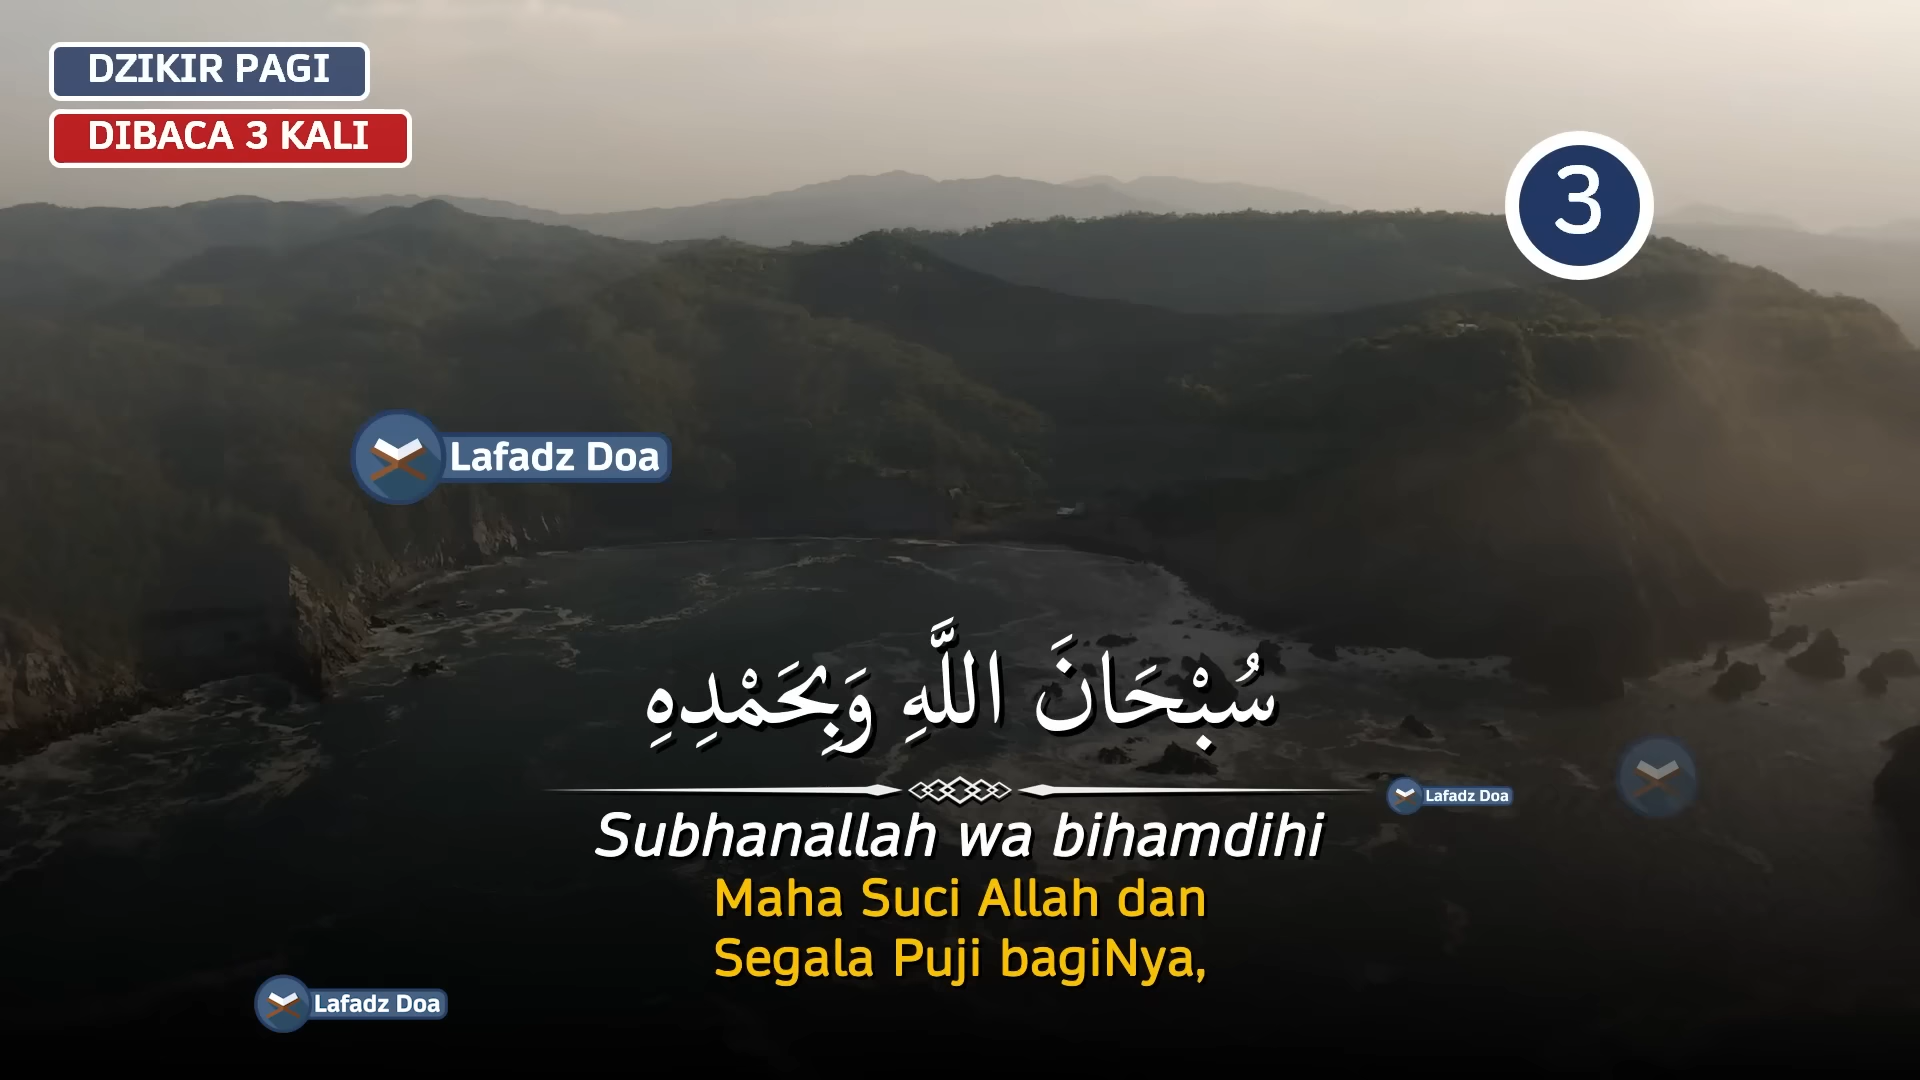 DZIKIR PAGI
DIBACA 3 KALI
3
Lafadz Doa
سُبْحَانَ اللَّهِ وَبِحَمْدِهِ
Lafadz Doa
Subhanallah wa bihamdihi
Maha Suci Allah dan
Segala Puji bagiNya,
Lafadz Doa